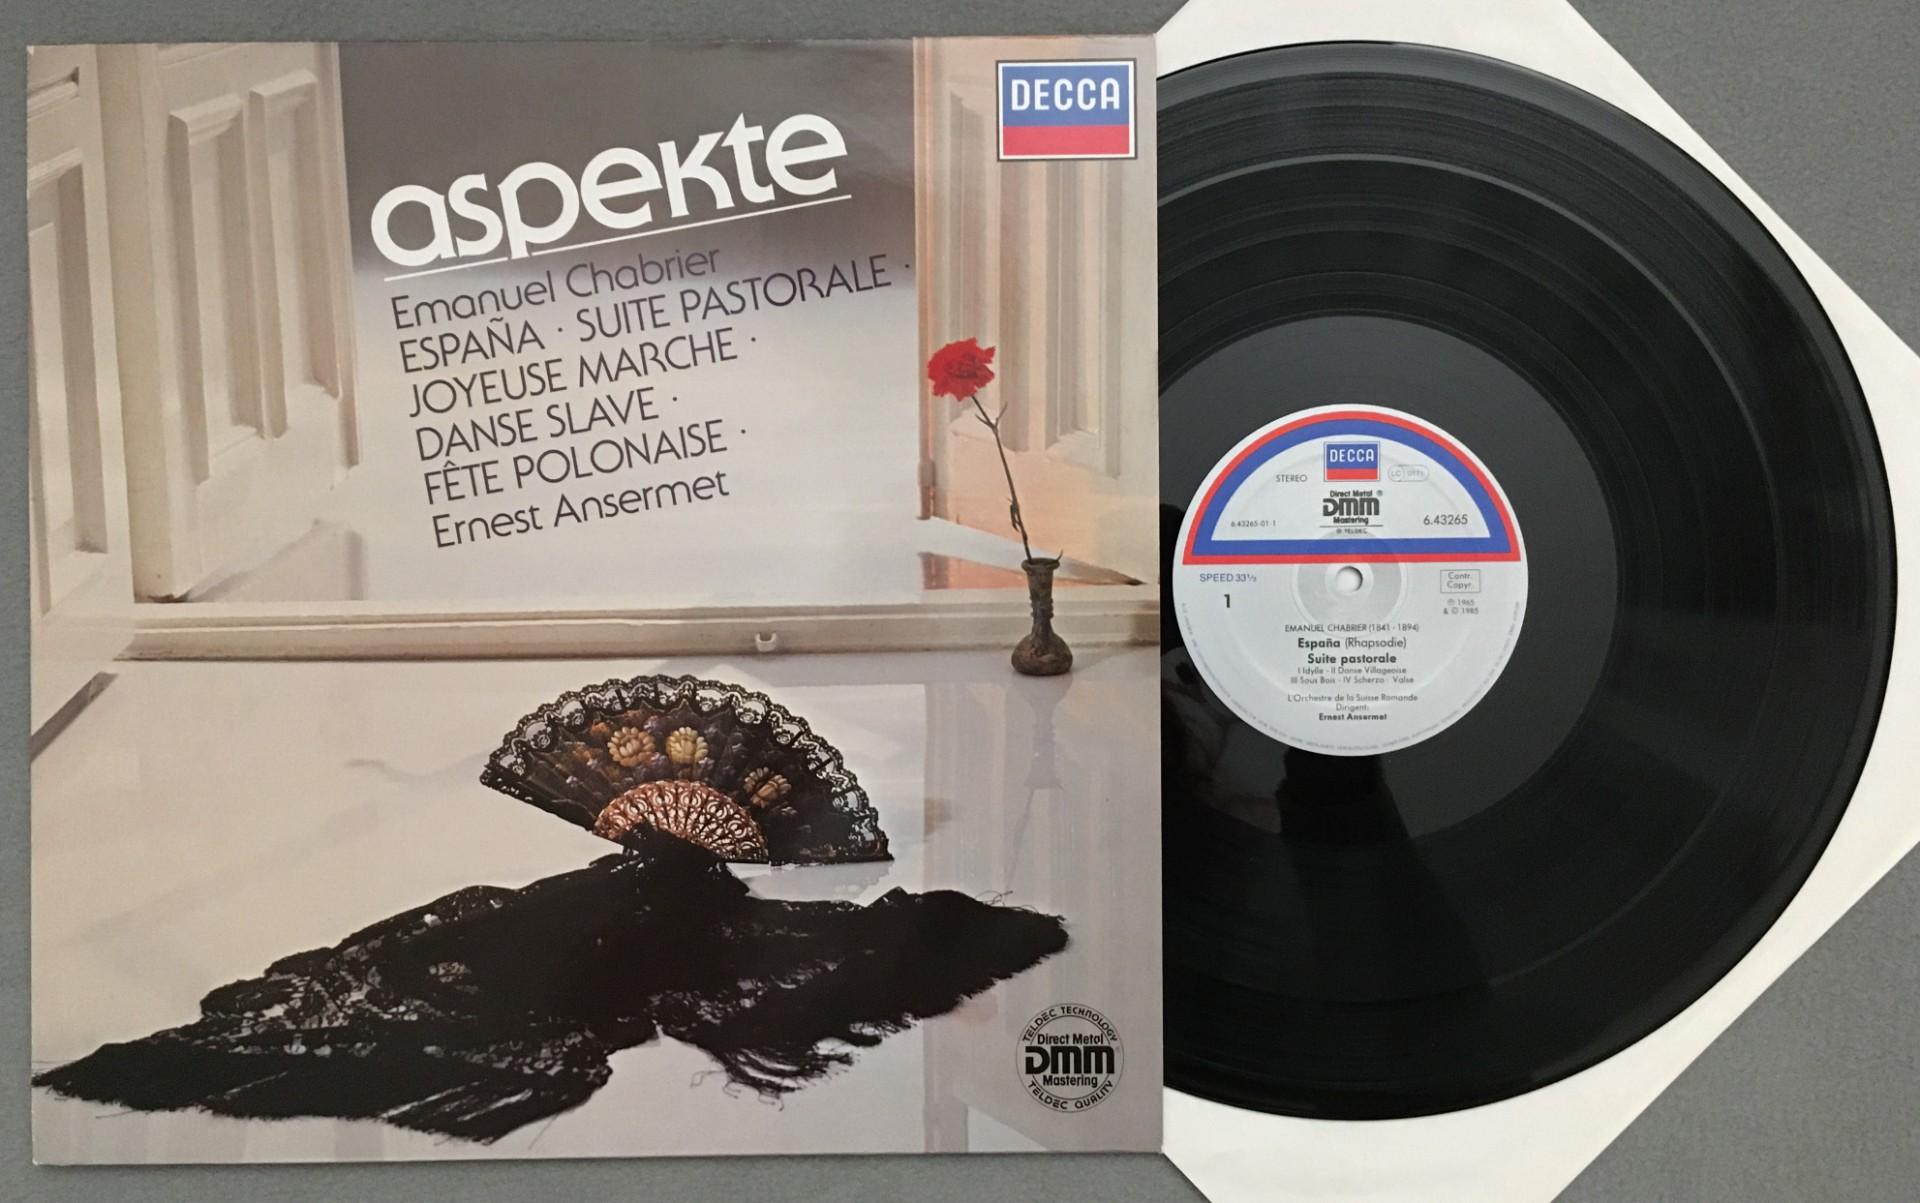 DECCA
aspekte
Emanuel Chabrier
ESPAÑA · SUITE PASTORALE ·
JOYEUSE MARCHE ·
DANSE SLAVE ·
FÊTE POLONAISE ·
Ernest Ansermet
TELDEC TECHNOLOGY
Direct Metal
DMM
Mastering
TELDEC QUALITY
DECCA
STEREO
LC 0171
Direct Metal ®
DMM
Mastering
6.43265-01-1
6.43265
SPEED 33⅓
Contr.
Copyr.
1
℗ 1965
& © 1985
EMANUEL CHABRIER (1841 - 1894)
España (Rhapsodie)
Suite pastorale
I Idylle - II Danse Villageoise
III Sous Bois - IV Scherzo - Valse
L'Orchestre de la Suisse Romande
Dirigent:
Ernest Ansermet